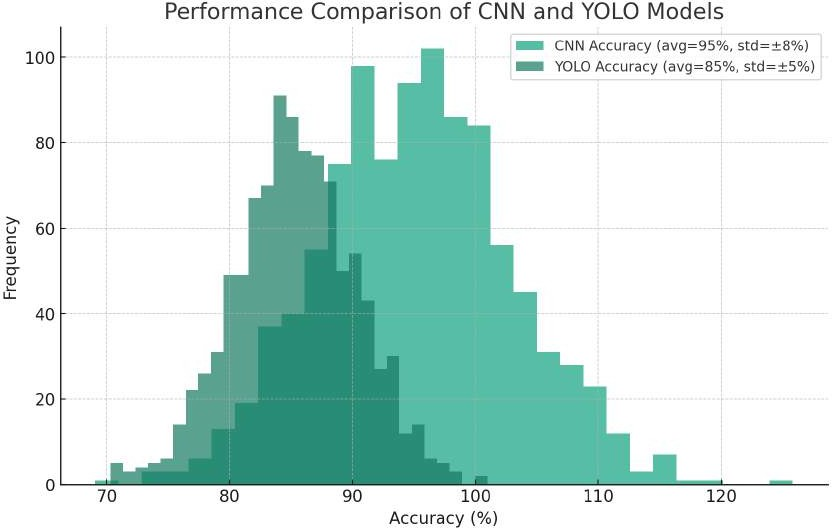 Performance Comparison of CNN and YOLO Models
CNN Accuracy (avg=95%, std=±8%)
YOLO Accuracy (avg=85%, std=±5%)
100
80
60
40
20
0
Frequency
70 80 90 100 110 120
Accuracy (%)